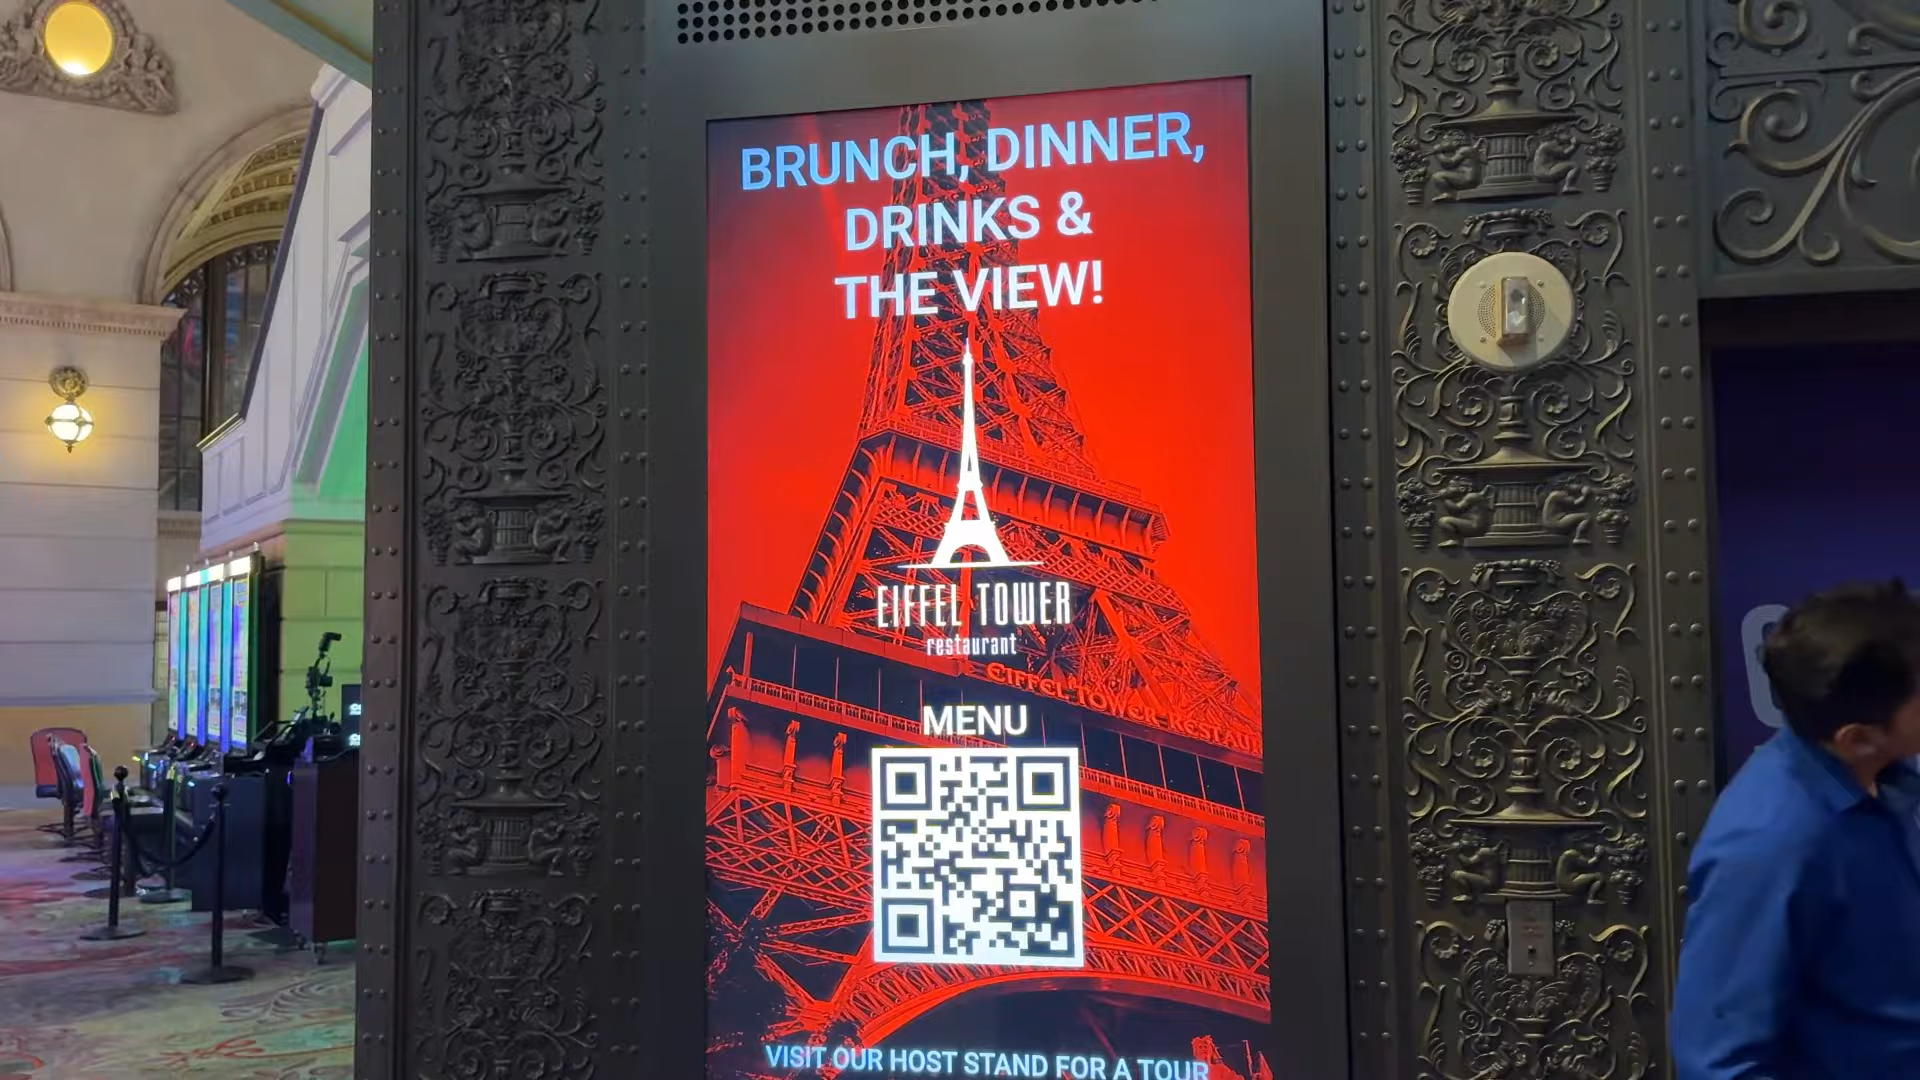 BRUNCH, DINNER,
DRINKS &
THE VIEW!
EIFFEL TOWER
restaurant
EIFFEL TOWER RESTAU
MENU
VISIT OUR HOST STAND FOR A TOUR